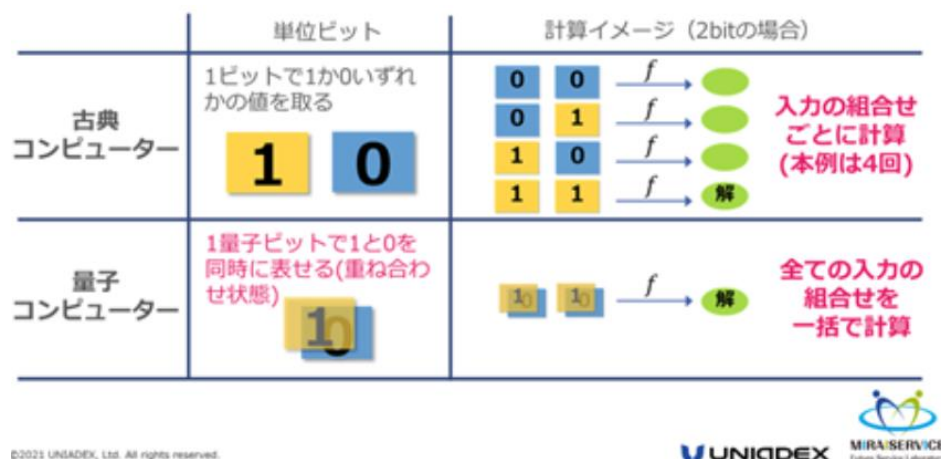 単位ビット
計算イメージ（2bitの場合）
古典
コンピューター
1ビットで1か0いずれ
かの値を取る
1 0
0 0 f
0 1 f
1 0 f
1 1 f 解
入力の組合せ
ごとに計算
(本例は4回)
量子
コンピューター
1量子ビットで1と0を
同時に表せる(重ね合わ
せ状態)
10
10 10 f 解
全ての入力の
組合せを
一括で計算
©2021 UNIADEX, Ltd. All rights reserved.
UNIADEX
MIRAISERVICE
Future Service Laboratory